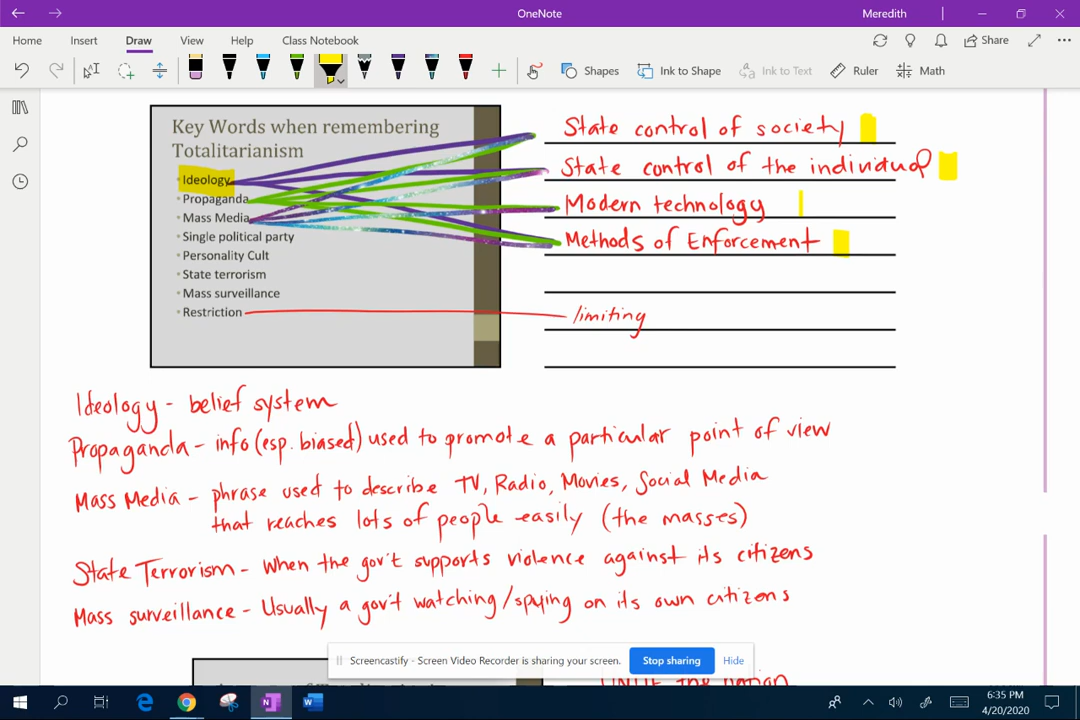 OneNote
Meredith
Home Insert Draw View Help Class Notebook Share
Shapes Ink to Shape Ink to Text Ruler Math
Key Words when remembering
Totalitarianism
Ideology
Propaganda
Mass Media
Single political party
Personality Cult
State terrorism
Mass surveillance
Restriction
State control of society
State control of the individual
Modern technology
Methods of Enforcement
limiting
Ideology - belief system
Propaganda - info (esp. biased) used to promote a particular point of view
Mass Media - phrase used to describe TV, Radio, Movies, Social Media
that reaches lots of people easily (the masses)
State Terrorism - When the gov't supports violence against its citizens
Mass surveillance - Usually a gov't watching/spying on its own citizens
Screencastify - Screen Video Recorder is sharing your screen. Stop sharing Hide
the nation
6:35 PM
4/20/2020